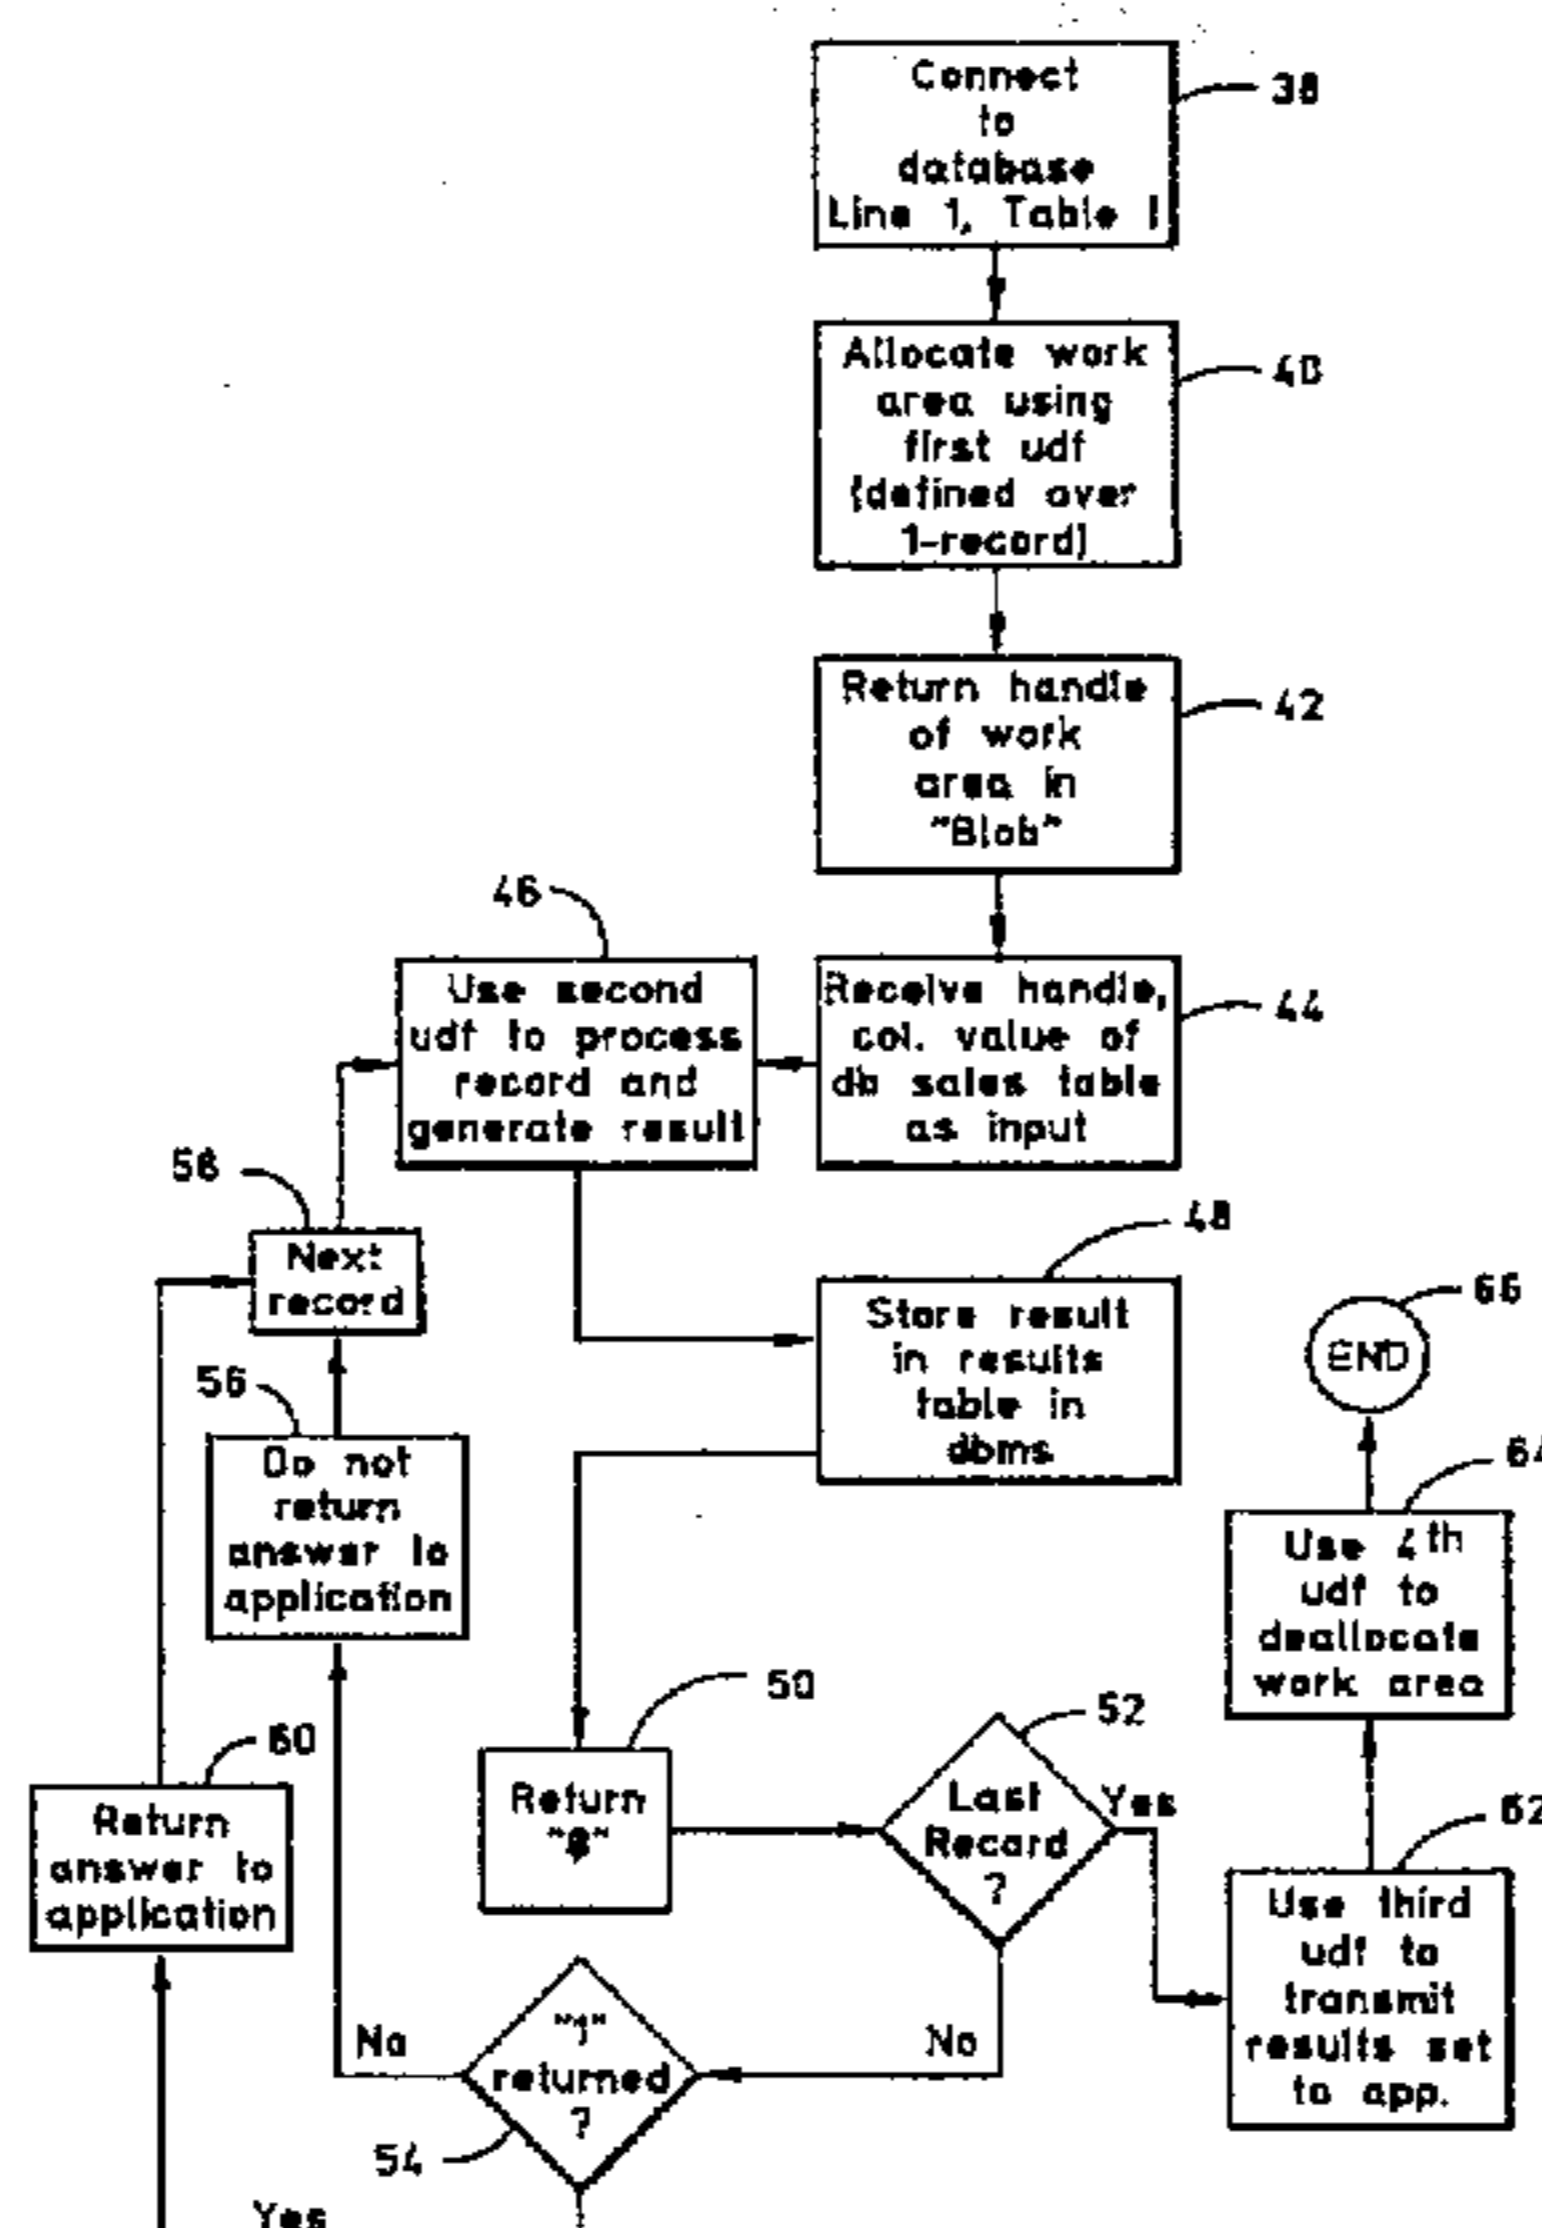 Connect
to
database
Line 1, Table I
38
Allocate work
area using
first udf
(defined over
1-record)
40
Return handle
of work
area in
"Blob"
42
46
Use second
udf to process
record and
generate result
Receive handle,
col. value of
db sales table
as input
44
58
Next
record
48
Store result
in results
table in
dbms
66
END
56
Do not
return
answer to
application
64
Use 4th
udf to
deallocate
work area
50
Return
52
Last
Record
?
Yes
No
60
Return
answer to
application
62
Use third
udf to
transmit
results set
to app.
"1"
returned
?
No
54
Yes